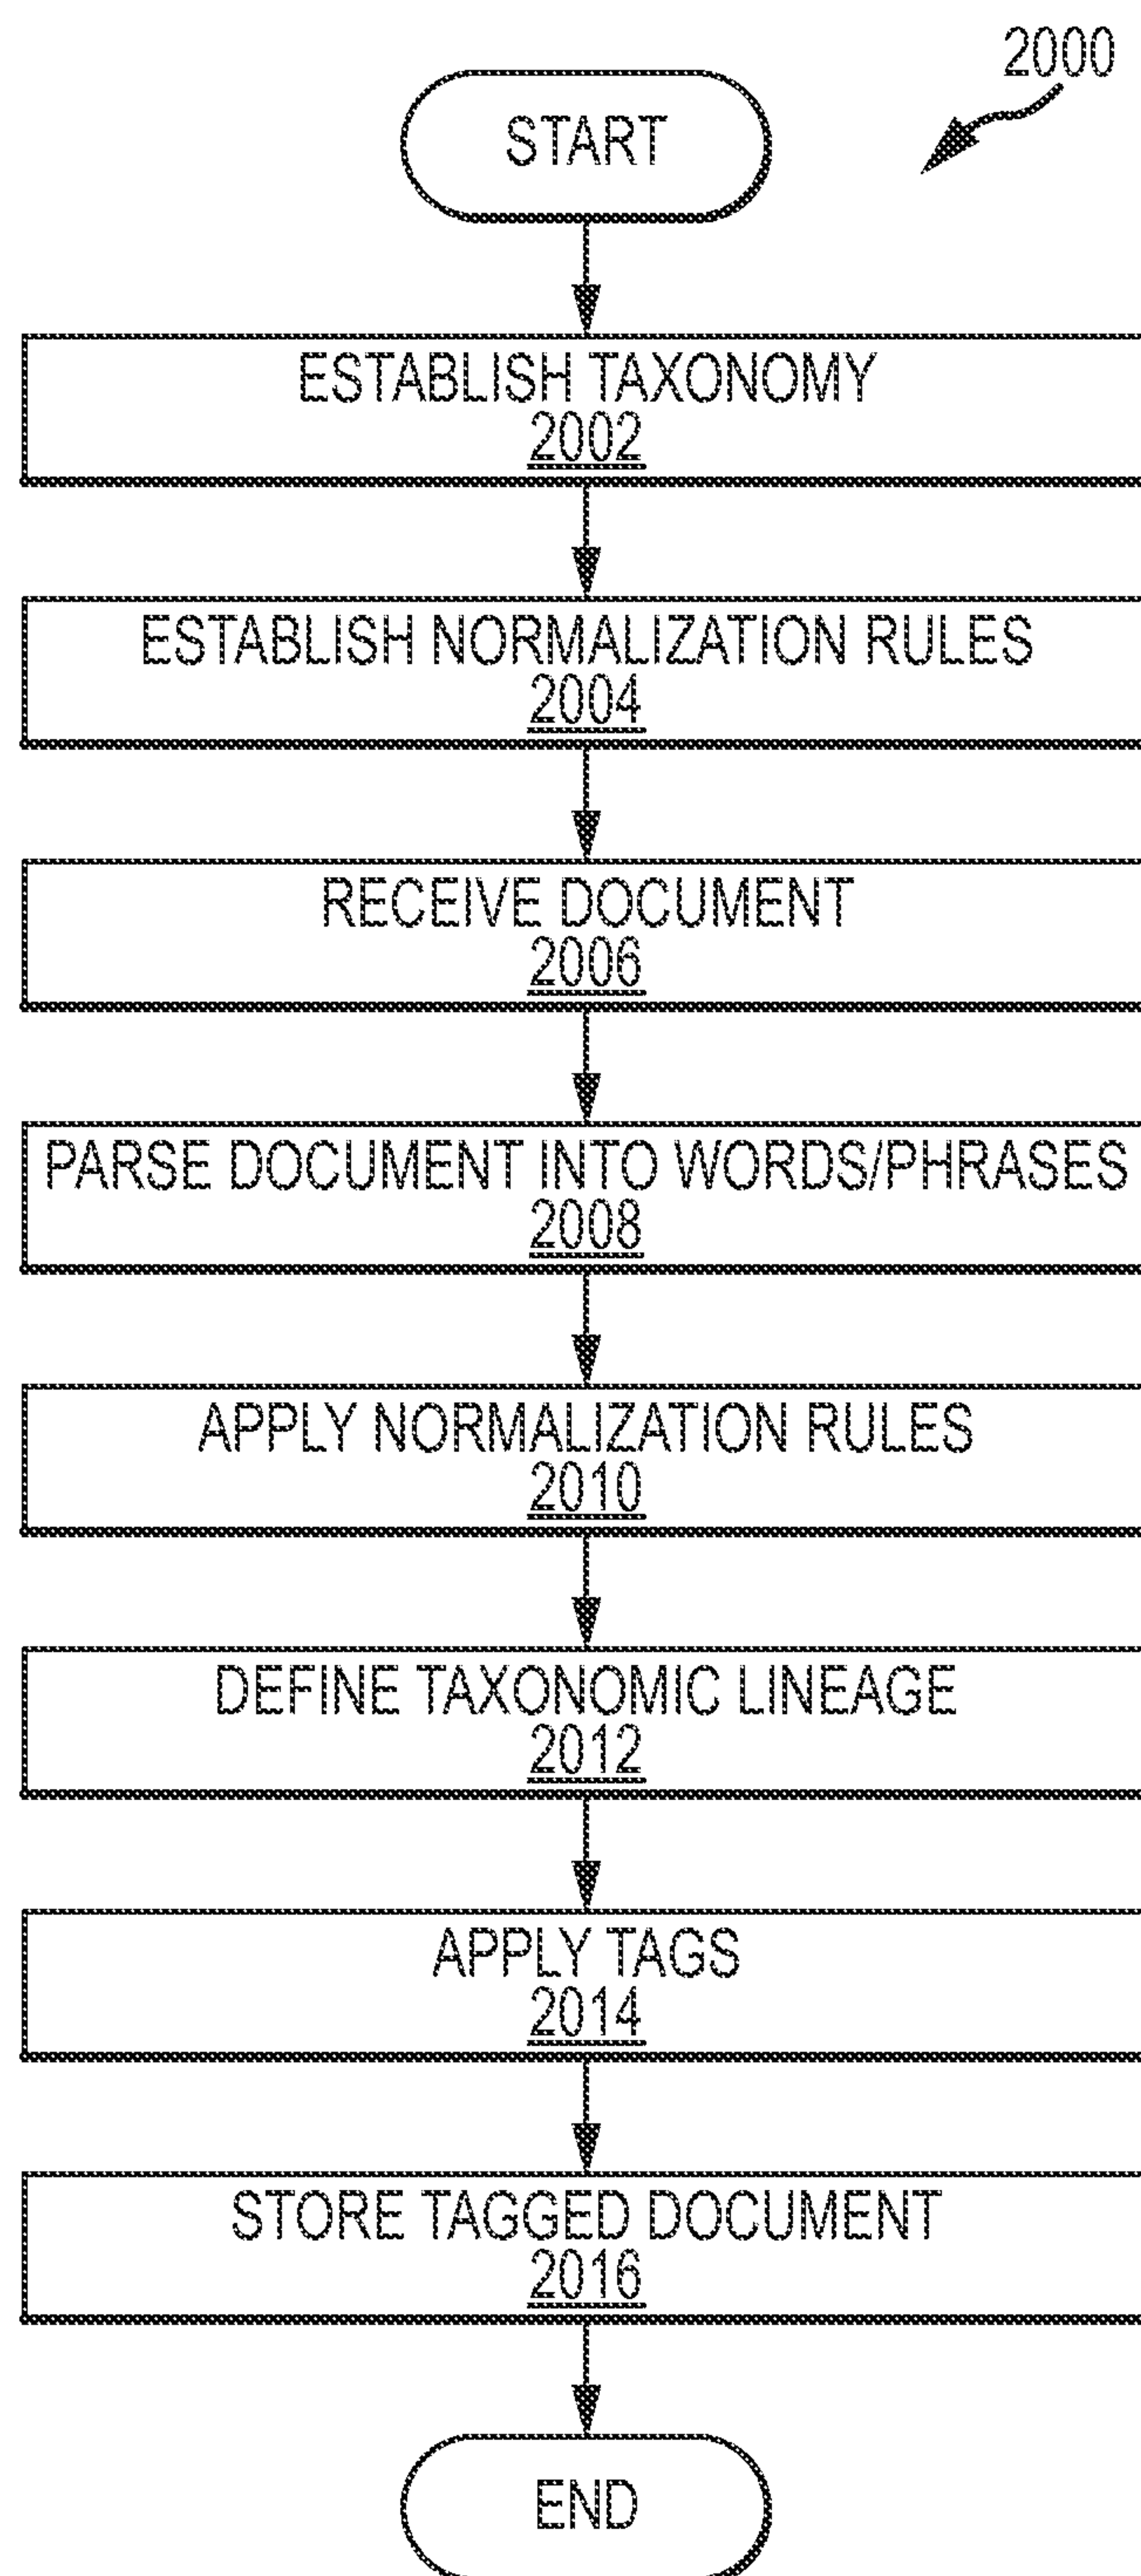 2000
START
ESTABLISH TAXONOMY
2002
ESTABLISH NORMALIZATION RULES
2004
RECEIVE DOCUMENT
2006
PARSE DOCUMENT INTO WORDS/PHRASES
2008
APPLY NORMALIZATION RULES
2010
DEFINE TAXONOMIC LINEAGE
2012
APPLY TAGS
2014
STORE TAGGED DOCUMENT
2016
END